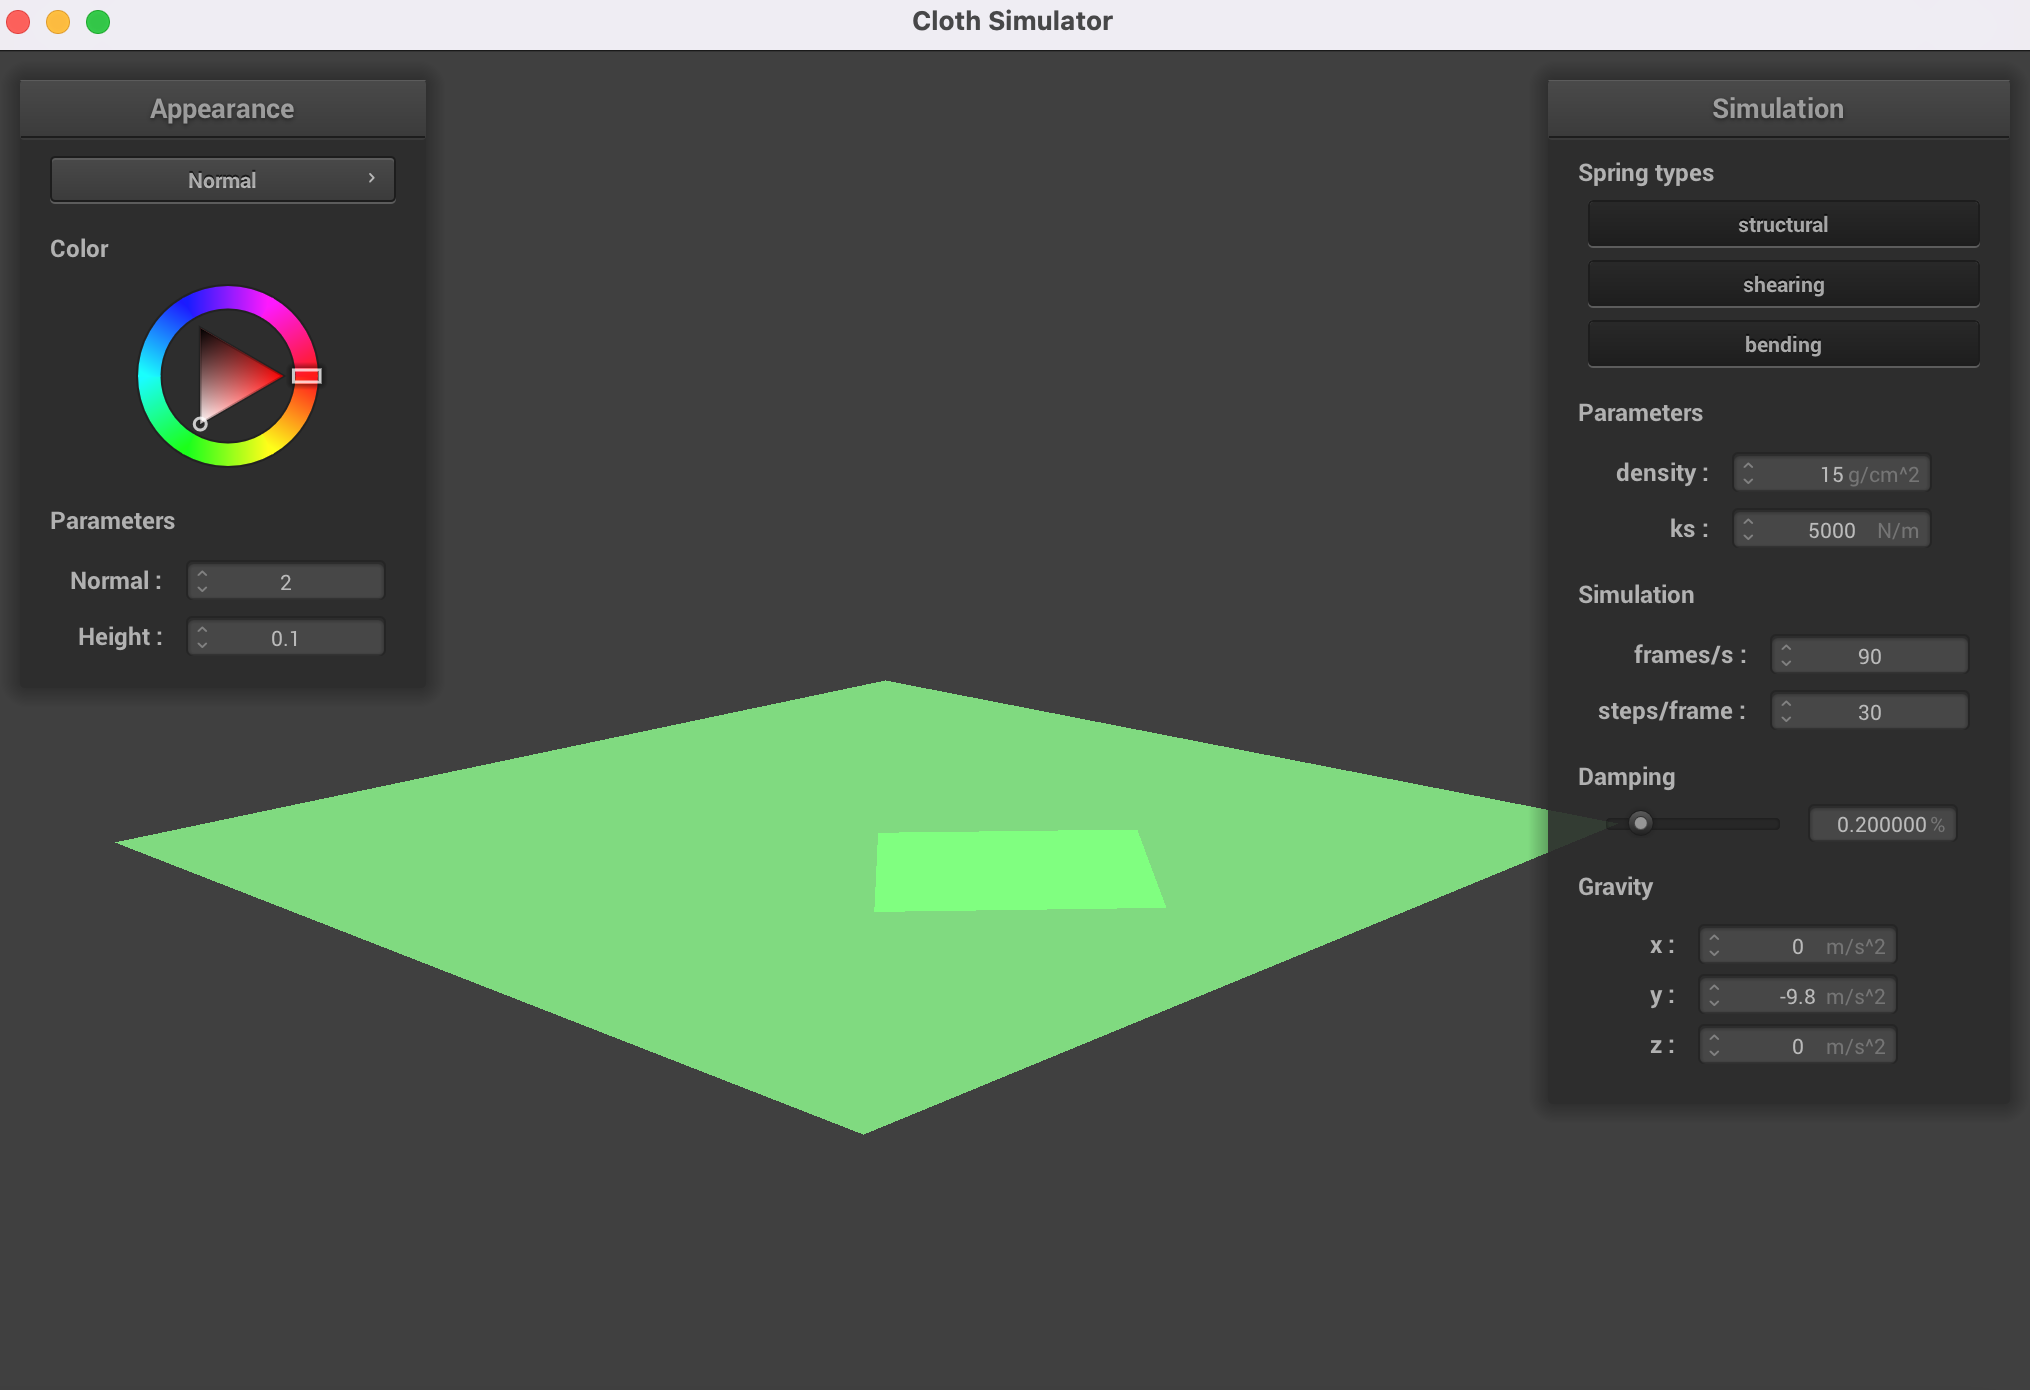 Cloth Simulator
Appearance
Normal
Color
Parameters
Normal : 2
Height : 0.1
Simulation
Spring types
structural
shearing
bending
Parameters
density : 15 g/cm^2
ks : 5000 N/m
Simulation
frames/s : 90
steps/frame : 30
Damping
0.200000 %
Gravity
x : 0 m/s^2
y : -9.8 m/s^2
z : 0 m/s^2